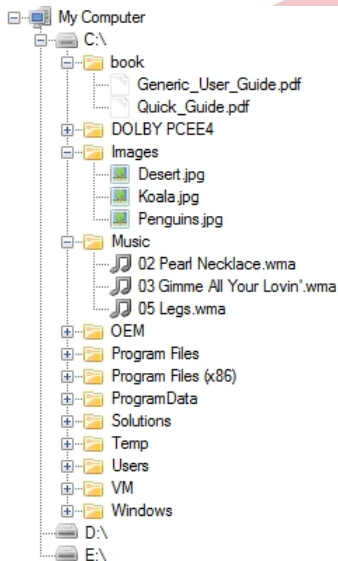 My Computer
C:\
book
Generic_User_Guide.pdf
Quick_Guide.pdf
DOLBY PCEE4
Images
Desert.jpg
Koala.jpg
Penguins.jpg
Music
02 Pearl Necklace.wma
03 Gimme All Your Lovin'.wma
05 Legs.wma
OEM
Program Files
Program Files (x86)
ProgramData
Solutions
Temp
Users
VM
Windows
D:\
E:\